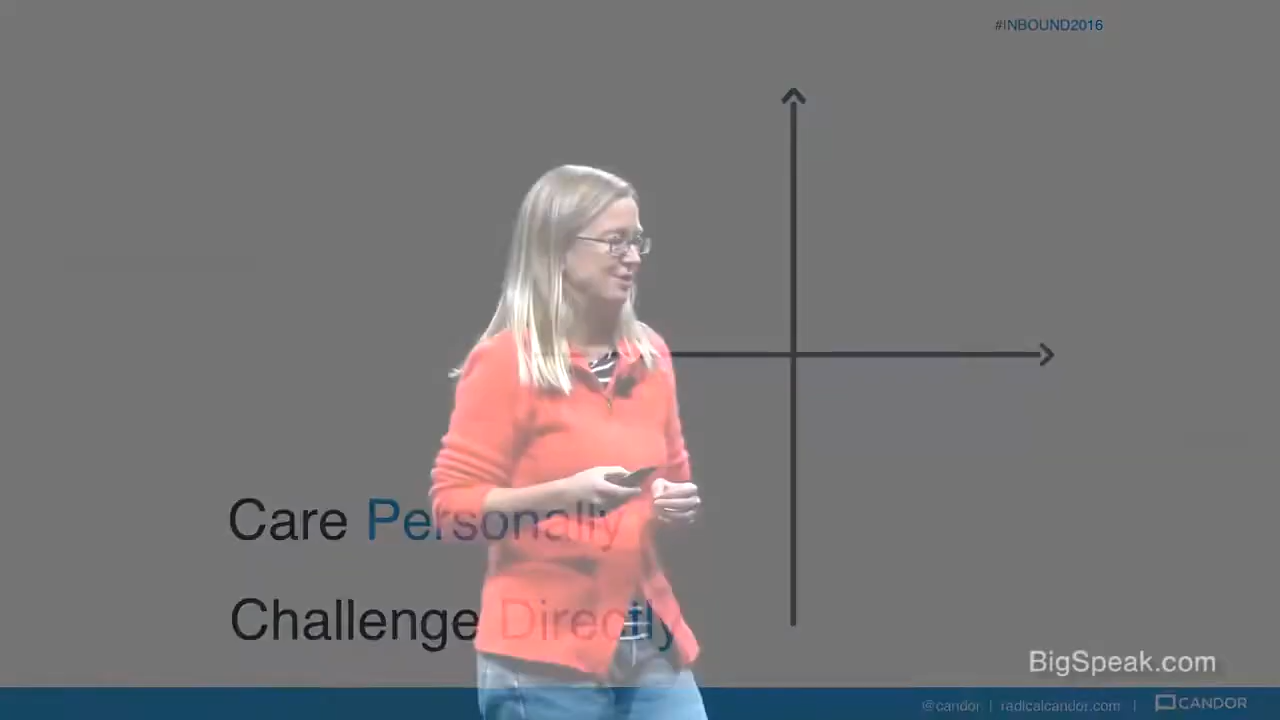 #INBOUND2016
Care Personally
Challenge Directly
BigSpeak.com
@candor | radicalcandor.com | CANDOR